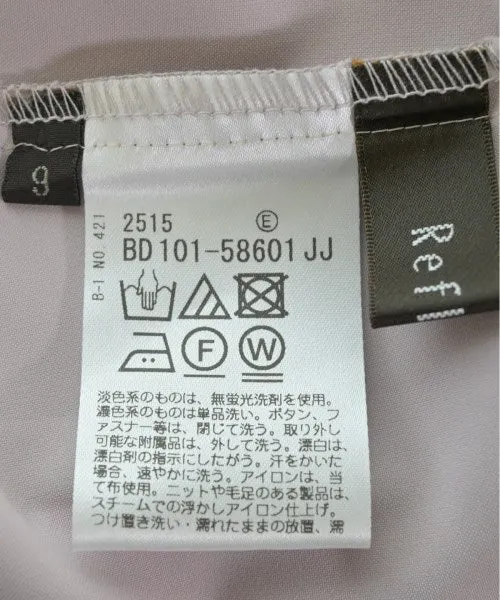 9
B-1 NO.421
2515 Ⓔ
BD101-58601JJ
F W
淡色系のものは、無蛍光洗剤を使用。
濃色系のものは単品洗い。ボタン、フ
ァスナー等は、閉じて洗う。取り外し
可能な附属品は、外して洗う。漂白は、
漂白剤の指示にしたがう。汗をかいた
場合、速やかに洗う。アイロンは、当
て布使用。ニットや毛足のある製品は、
スチームでの浮かしアイロン仕上げ。
つけ置き洗い・濡れたままの放置、濡
Ref